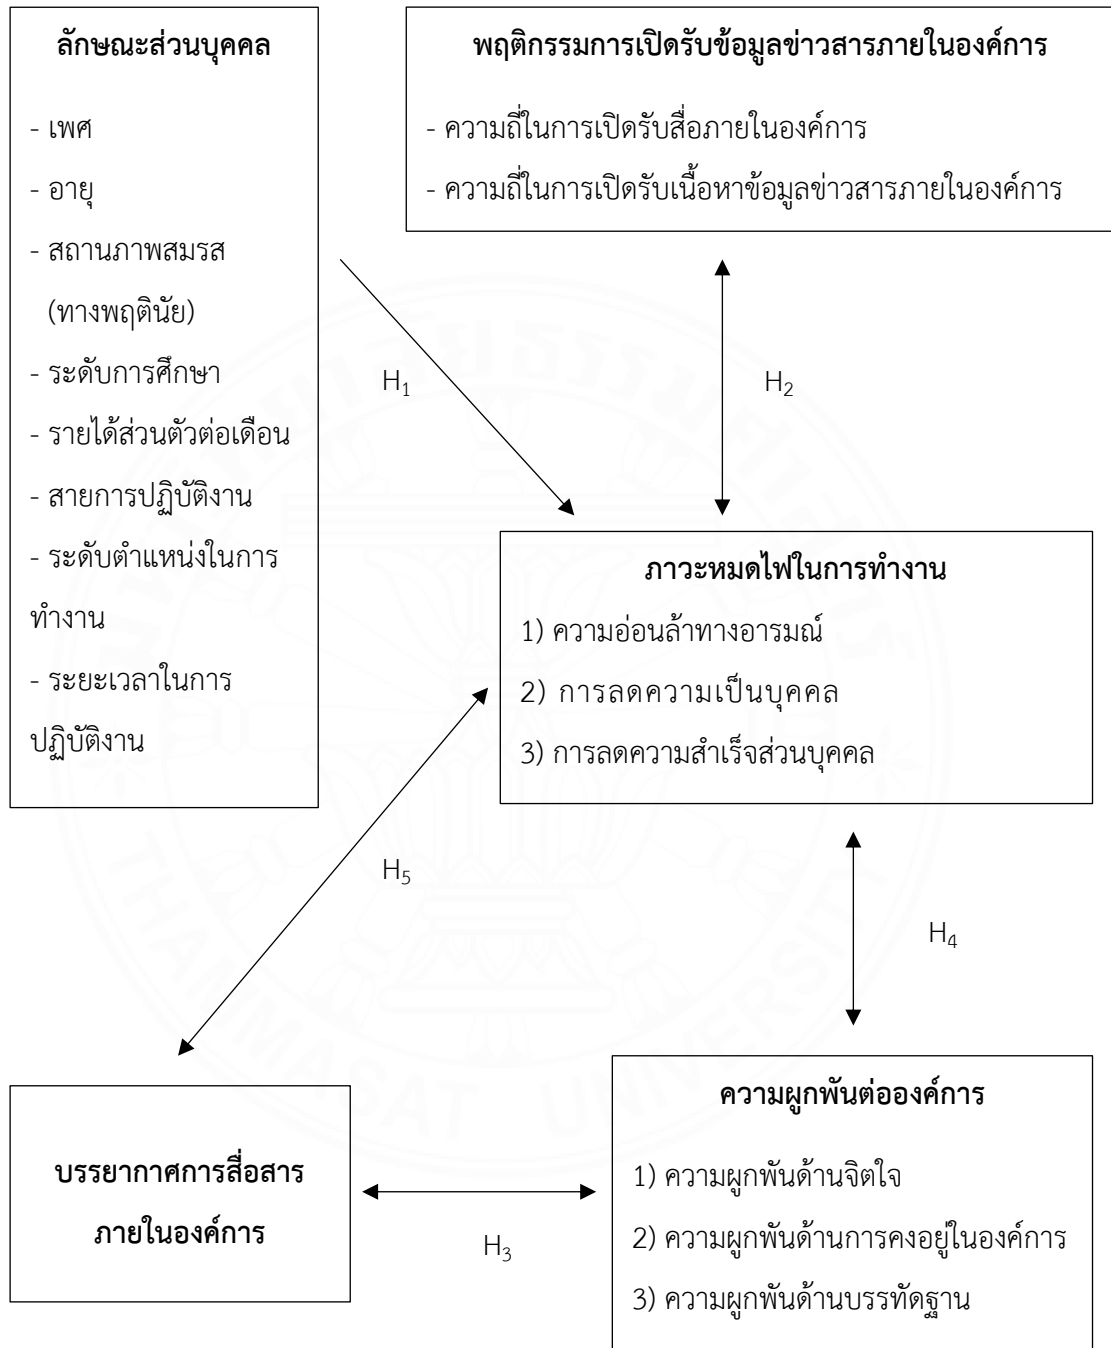 ลักษณะส่วนบุคคล
- เพศ
- อายุ
- สถานภาพสมรส
(ทางพฤตินัย)
- ระดับการศึกษา
- รายได้ส่วนตัวต่อเดือน
- สายการปฏิบัติงาน
- ระดับตำแหน่งในการ
ทำงาน
- ระยะเวลาในการ
ปฏิบัติงาน
พฤติกรรมการเปิดรับข้อมูลข่าวสารภายในองค์การ
- ความถี่ในการเปิดรับสื่อภายในองค์การ
- ความถี่ในการเปิดรับเนื้อหาข้อมูลข่าวสารภายในองค์การ
H₁
H₂
ภาวะหมดไฟในการทำงาน
1) ความอ่อนล้าทางอารมณ์
2) การลดความเป็นบุคคล
3) การลดความสำเร็จส่วนบุคคล
H₅
H₄
บรรยากาศการสื่อสาร
ภายในองค์การ
H₃
ความผูกพันต่อองค์การ
1) ความผูกพันด้านจิตใจ
2) ความผูกพันด้านการคงอยู่ในองค์การ
3) ความผูกพันด้านบรรทัดฐาน
มหาวิทยาลัยธรรมศาสตร์
THAMMASAT UNIVERSITY